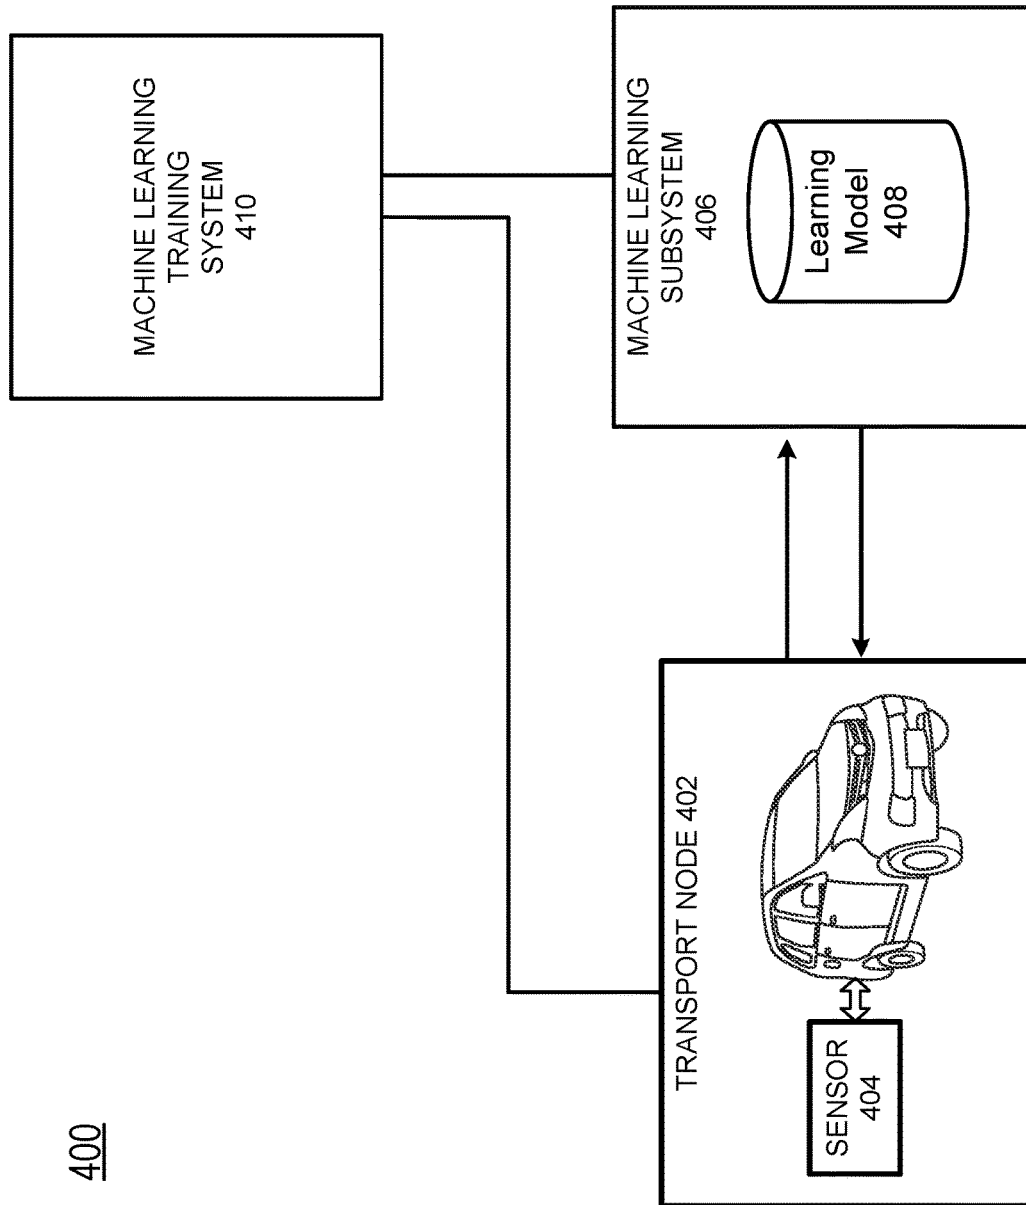 400
MACHINE LEARNING
TRAINING
SYSTEM
410
TRANSPORT NODE 402
SENSOR
404
MACHINE LEARNING
SUBSYSTEM
406
Learning
Model
408